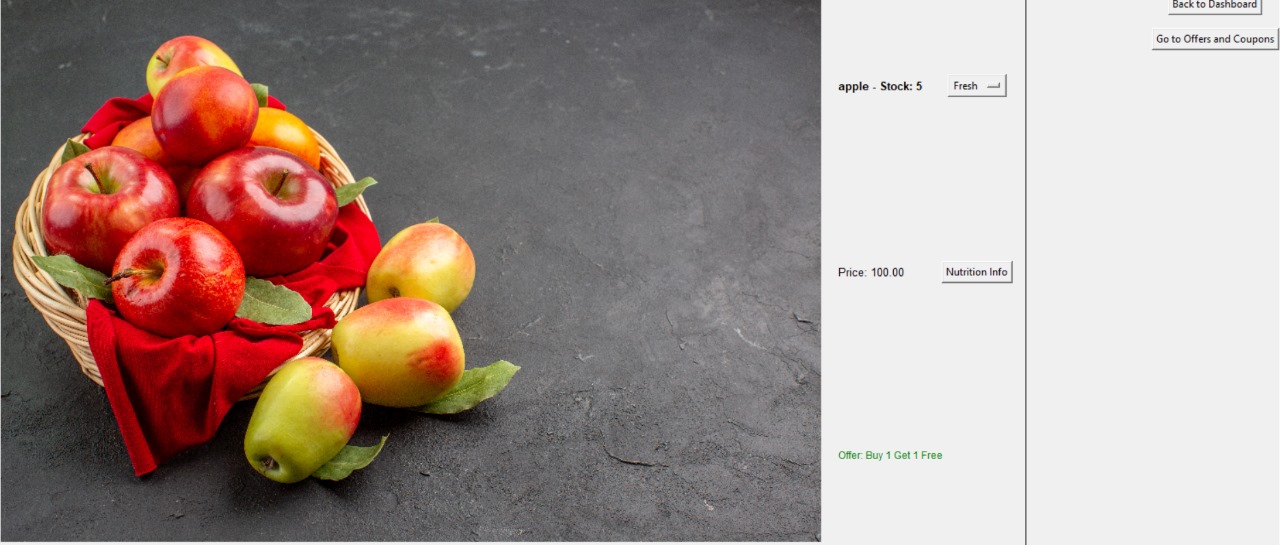 Back to Dashboard
Go to Offers and Coupons
apple - Stock: 5
Fresh
Price: 100.00
Nutrition Info
Offer: Buy 1 Get 1 Free